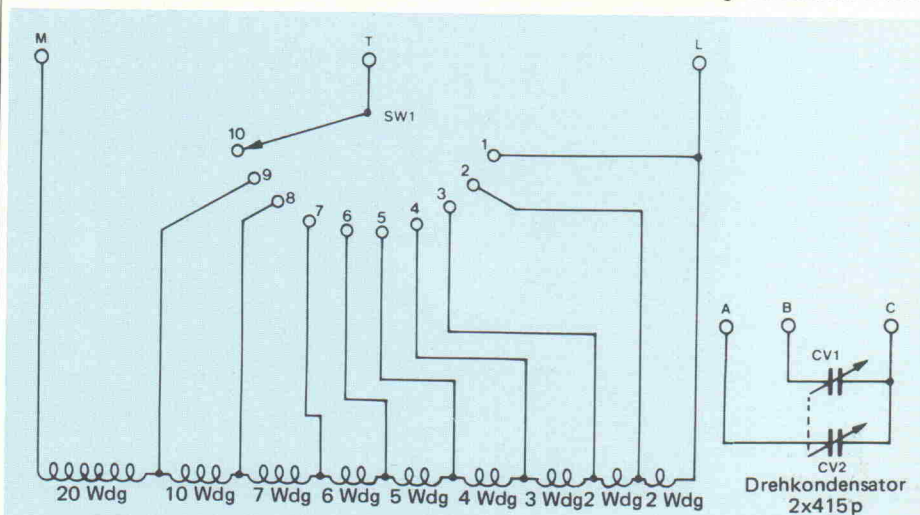 M T L
SW1
10 1
9 2
8 3
7 6 5 4
A B C
CV1
CV2
20 Wdg 10 Wdg 7 Wdg 6 Wdg 5 Wdg 4 Wdg 3 Wdg 2 Wdg 2 Wdg
Drehkondensator
2x415p